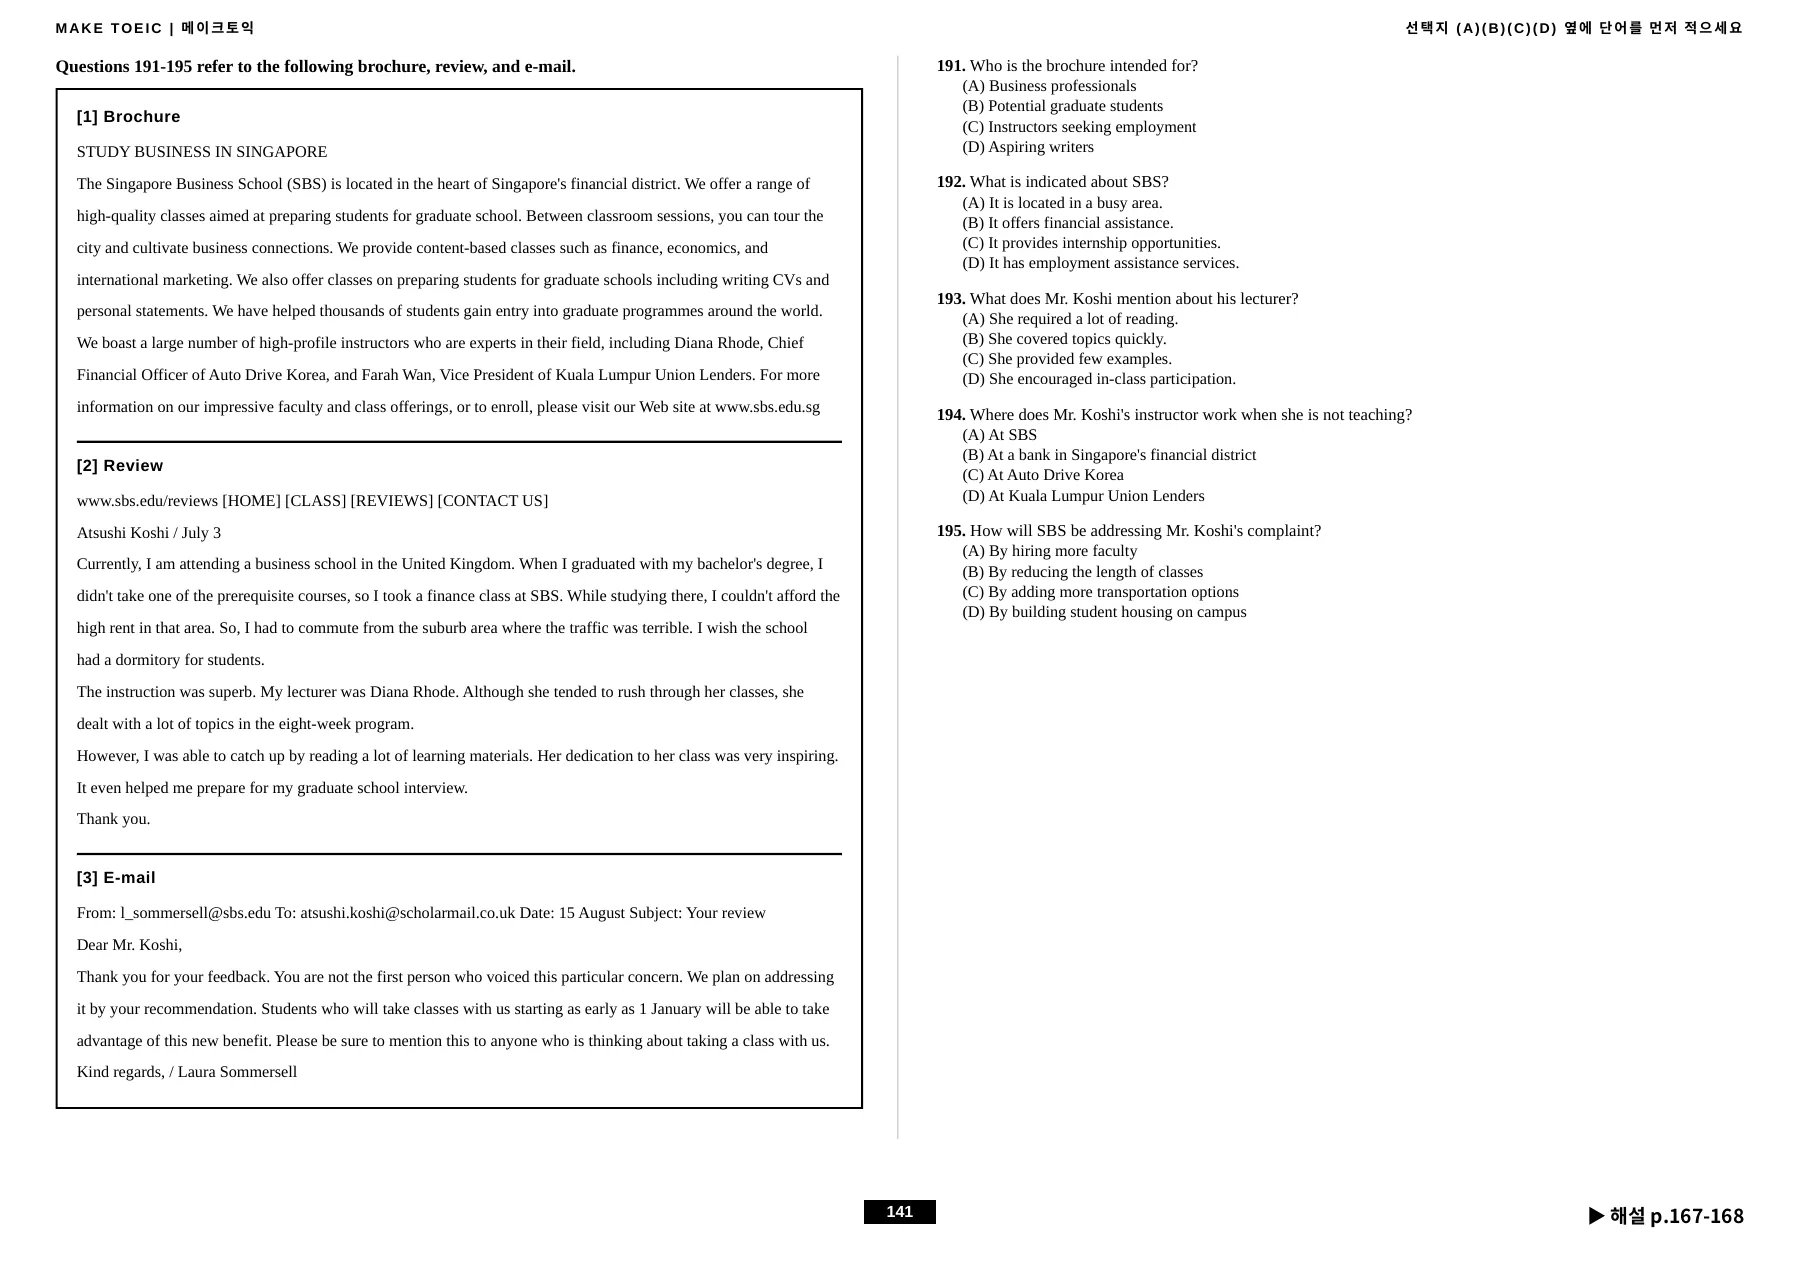 MAKE TOEIC | 메이크토익
선택지 (A)(B)(C)(D) 옆에 단어를 먼저 적으세요
Questions 191-195 refer to the following brochure, review, and e-mail.
[1] Brochure
STUDY BUSINESS IN SINGAPORE
The Singapore Business School (SBS) is located in the heart of Singapore's financial district. We offer a range of
high-quality classes aimed at preparing students for graduate school. Between classroom sessions, you can tour the
city and cultivate business connections. We provide content-based classes such as finance, economics, and
international marketing. We also offer classes on preparing students for graduate schools including writing CVs and
personal statements. We have helped thousands of students gain entry into graduate programmes around the world.
We boast a large number of high-profile instructors who are experts in their field, including Diana Rhode, Chief
Financial Officer of Auto Drive Korea, and Farah Wan, Vice President of Kuala Lumpur Union Lenders. For more
information on our impressive faculty and class offerings, or to enroll, please visit our Web site at www.sbs.edu.sg
[2] Review
www.sbs.edu/reviews [HOME] [CLASS] [REVIEWS] [CONTACT US]
Atsushi Koshi / July 3
Currently, I am attending a business school in the United Kingdom. When I graduated with my bachelor's degree, I
didn't take one of the prerequisite courses, so I took a finance class at SBS. While studying there, I couldn't afford the
high rent in that area. So, I had to commute from the suburb area where the traffic was terrible. I wish the school
had a dormitory for students.
The instruction was superb. My lecturer was Diana Rhode. Although she tended to rush through her classes, she
dealt with a lot of topics in the eight-week program.
However, I was able to catch up by reading a lot of learning materials. Her dedication to her class was very inspiring.
It even helped me prepare for my graduate school interview.
Thank you.
[3] E-mail
From: l_sommersell@sbs.edu To: atsushi.koshi@scholarmail.co.uk Date: 15 August Subject: Your review
Dear Mr. Koshi,
Thank you for your feedback. You are not the first person who voiced this particular concern. We plan on addressing
it by your recommendation. Students who will take classes with us starting as early as 1 January will be able to take
advantage of this new benefit. Please be sure to mention this to anyone who is thinking about taking a class with us.
Kind regards, / Laura Sommersell
191. Who is the brochure intended for?
(A) Business professionals
(B) Potential graduate students
(C) Instructors seeking employment
(D) Aspiring writers
192. What is indicated about SBS?
(A) It is located in a busy area.
(B) It offers financial assistance.
(C) It provides internship opportunities.
(D) It has employment assistance services.
193. What does Mr. Koshi mention about his lecturer?
(A) She required a lot of reading.
(B) She covered topics quickly.
(C) She provided few examples.
(D) She encouraged in-class participation.
194. Where does Mr. Koshi's instructor work when she is not teaching?
(A) At SBS
(B) At a bank in Singapore's financial district
(C) At Auto Drive Korea
(D) At Kuala Lumpur Union Lenders
195. How will SBS be addressing Mr. Koshi's complaint?
(A) By hiring more faculty
(B) By reducing the length of classes
(C) By adding more transportation options
(D) By building student housing on campus
141
▶ 해설 p.167-168